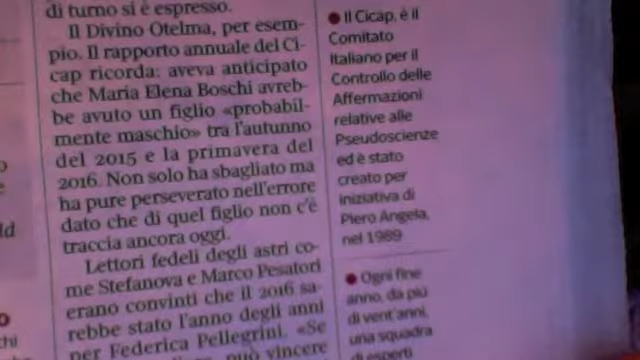 di turno si è espresso.
Il Divino Otelma, per esem-
pio. Il rapporto annuale del Ci-
cap ricorda: aveva anticipato
che Maria Elena Boschi avreb-
be avuto un figlio «probabil-
mente maschio» tra l'autunno
del 2015 e la primavera del
2016. Non solo ha sbagliato ma
ha pure perseverato nell'errore
dato che di quel figlio non c'è
traccia ancora oggi.
Lettori fedeli degli astri co-
me Stefanova e Marco Pesatori
erano convinti che il 2016 sa-
rebbe stato l'anno degli anni
per Federica Pellegrini. «Se
può vincere
Il Cicap, è il
Comitato
Italiano per il
Controllo delle
Affermazioni
relative alle
Pseudoscienze
ed è stato
creato per
iniziativa di
Piero Angela,
nel 1989
Ogni fine
anno, da più
di vent'anni,
una squadra
di esperti